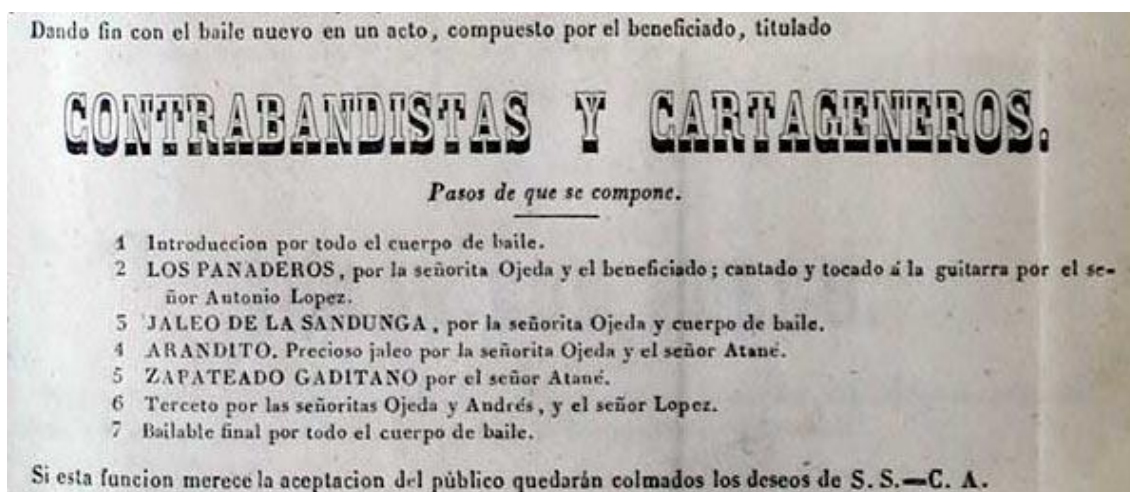 Dando fin con el baile nuevo en un acto, compuesto por el beneficiado, titulado
CONTRABANDISTAS Y CARTAGENEROS.
Pasos de que se compone.
1 Introduccion por todo el cuerpo de baile.
2 LOS PANADEROS, por la señorita Ojeda y el beneficiado; cantado y tocado á la guitarra por el se-
ñor Antonio Lopez.
3 JALEO DE LA SANDUNGA, por la señorita Ojeda y cuerpo de baile.
4 ARANDITO. Precioso jaleo por la señorita Ojeda y el señor Atané.
5 ZAPATEADO GADITANO por el señor Atané.
6 Terceto por las señoritas Ojeda y Andrés, y el señor Lopez.
7 Bailable final por todo el cuerpo de baile.
Si esta funcion merece la aceptacion del público quedarán colmados los deseos de S. S.—C. A.